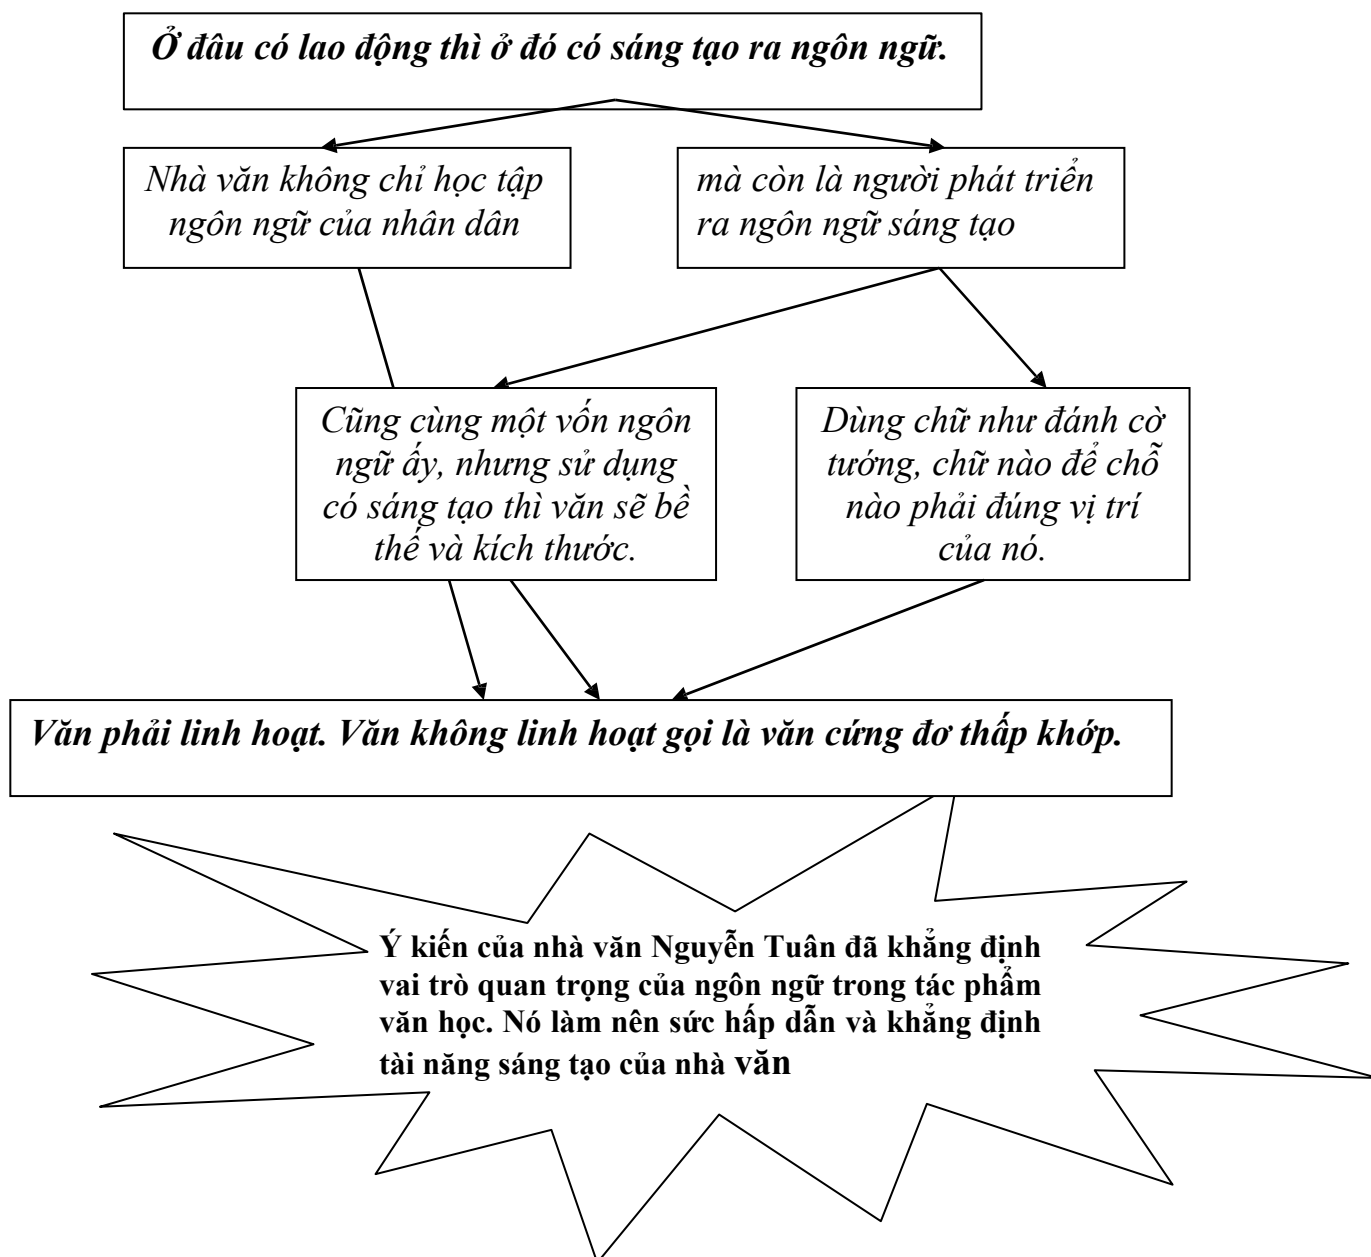 Ở đâu có lao động thì ở đó có sáng tạo ra ngôn ngữ.
Nhà văn không chỉ học tập
ngôn ngữ của nhân dân
mà còn là người phát triển
ra ngôn ngữ sáng tạo
Cũng cùng một vốn ngôn
ngữ ấy, nhưng sử dụng
có sáng tạo thì văn sẽ bề
thế và kích thước.
Dùng chữ như đánh cờ
tướng, chữ nào để chỗ
nào phải đúng vị trí
của nó.
Văn phải linh hoạt. Văn không linh hoạt gọi là văn cứng đơ thấp khớp.
Ý kiến của nhà văn Nguyễn Tuân đã khẳng định
vai trò quan trọng của ngôn ngữ trong tác phẩm
văn học. Nó làm nên sức hấp dẫn và khẳng định
tài năng sáng tạo của nhà văn